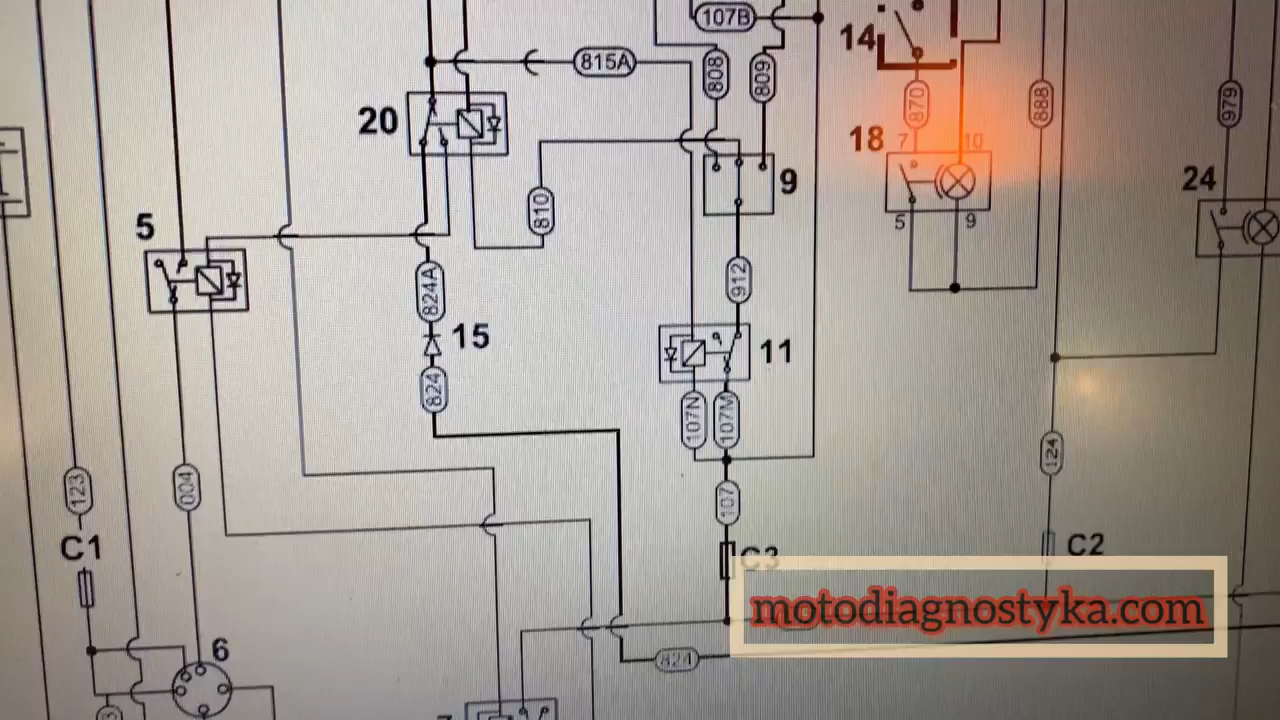 107B
14
815A
808
809
870
888
979
20
18
7
10
9
24
810
5
5
9
824A
912
15
11
824
107N
107M
124
123
004
107
C1
C3
C2
motodiagnostyka.com
6
824